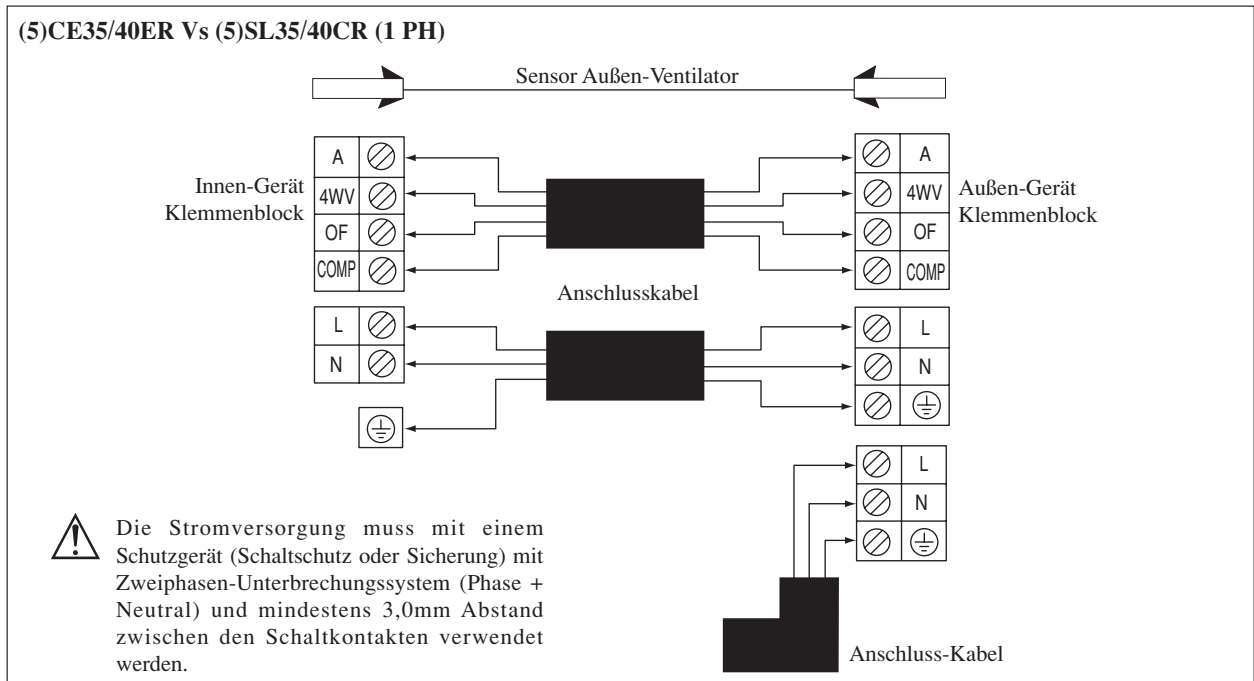 (5)CE35/40ER Vs (5)SL35/40CR (1 PH)
Sensor Außen-Ventilator
Innen-Gerät
Klemmenblock
A
4WV
OF
COMP
L
N
Anschlusskabel
A
4WV
OF
COMP
Außen-Gerät
Klemmenblock
L
N
L
N
Anschluss-Kabel
Die Stromversorgung muss mit einem
Schutzgerät (Schaltschutz oder Sicherung) mit
Zweiphasen-Unterbrechungssystem (Phase +
Neutral) und mindestens 3,0mm Abstand
zwischen den Schaltkontakten verwendet
werden.